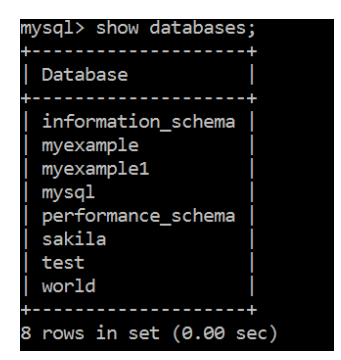 mysql> show databases;
+--------------------+
| Database           |
+--------------------+
| information_schema |
| myexample          |
| myexample1         |
| mysql              |
| performance_schema |
| sakila             |
| test               |
| world              |
+--------------------+
8 rows in set (0.00 sec)